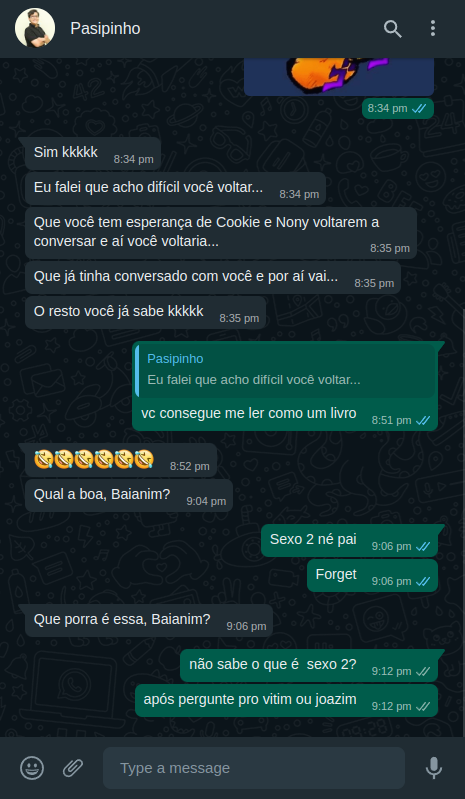 Pasipinho
8:34 pm
Sim kkkkk 8:34 pm
Eu falei que acho difícil você voltar... 8:34 pm
Que você tem esperança de Cookie e Nony voltarem a
conversar e aí você voltaria... 8:35 pm
Que já tinha conversado com você e por aí vai... 8:35 pm
O resto você já sabe kkkkk 8:35 pm
Pasipinho
Eu falei que acho difícil você voltar...
vc consegue me ler como um livro 8:51 pm
🤣🤣🤣🤣🤣🤣 8:52 pm
Qual a boa, Baianim? 9:04 pm
Sexo 2 né pai 9:06 pm
Forget 9:06 pm
Que porra é essa, Baianim? 9:06 pm
não sabe o que é  sexo 2? 9:12 pm
após pergunte pro vitim ou joazim 9:12 pm
Type a message